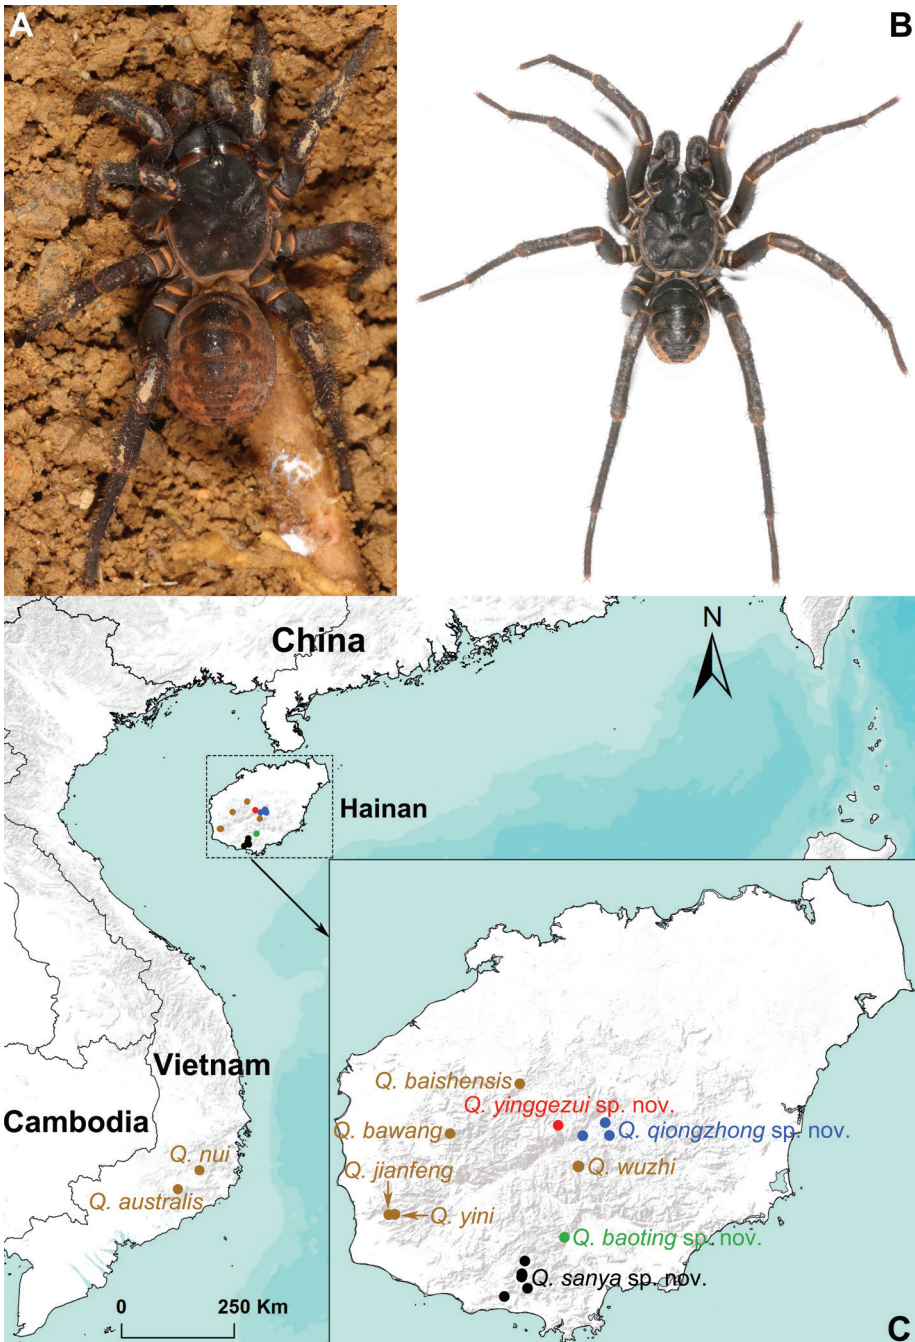 A
B
China
N
Hainan
Vietnam
Cambodia
Q. nui
Q. australis
Q. baishensis
Q. yinggezui sp. nov.
Q. bawang
Q. qiongzhong sp. nov.
Q. jianfeng
Q. wuzhi
Q. yini
Q. baoting sp. nov.
Q. sanya sp. nov.
0
250 Km
C